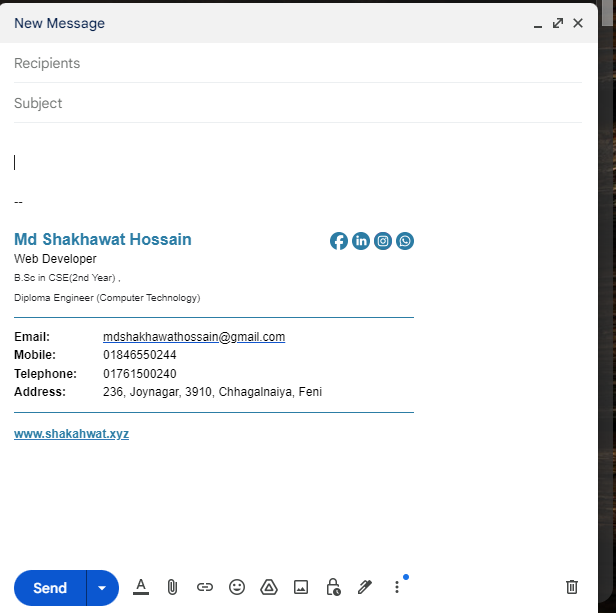 New Message
Recipients
Subject
--
Md Shakhawat Hossain
Web Developer
B.Sc in CSE(2nd Year) ,
Diploma Engineer (Computer Technology)
Email: mdshakhawathossain@gmail.com
Mobile: 01846550244
Telephone: 01761500240
Address: 236, Joynagar, 3910, Chhagalnaiya, Feni
www.shakahwat.xyz
Send